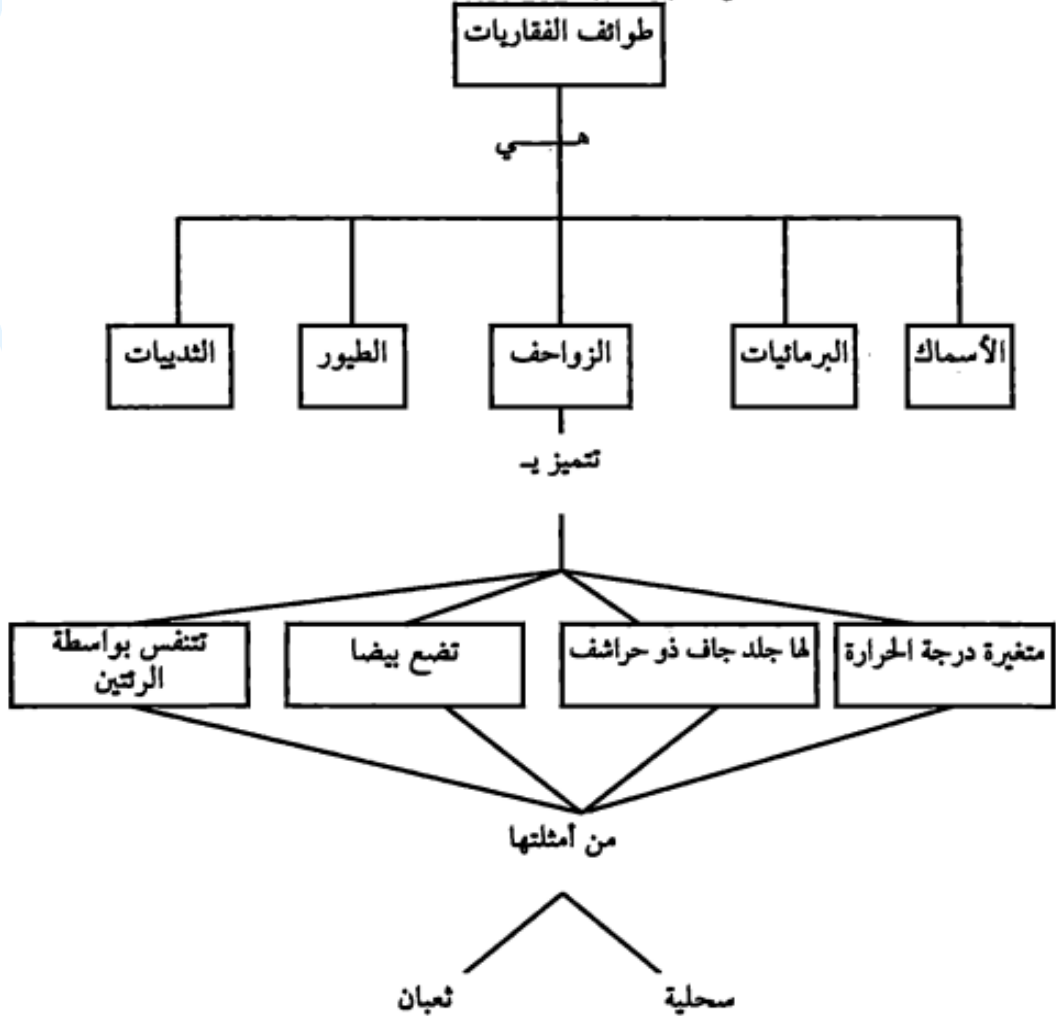 طوائف الفقاريات
هـــي
الأسماك
البرمائيات
الزواحف
الطيور
الثدييات
تتميز بـ
متغيرة درجة الحرارة
لها جلد جاف ذو حراشف
تضع بيضا
تتنفس بواسطة
الرئتين
من أمثلتها
سحلية
ثعبان